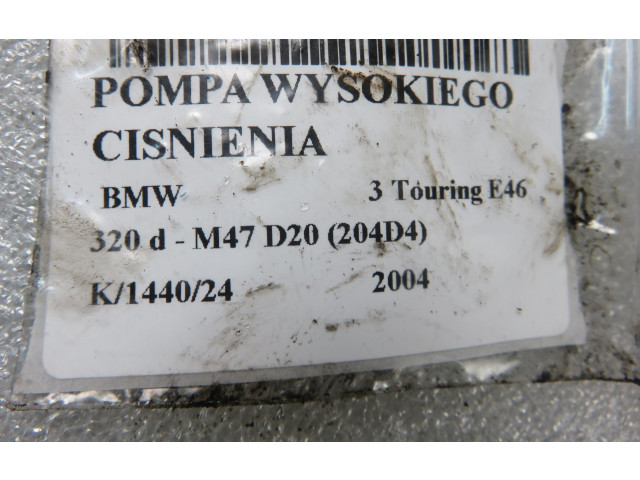 POMPA WYSOKIEGO
CISNIENIA
BMW 3 Touring E46
320 d - M47 D20 (204D4)
K/1440/24 2004